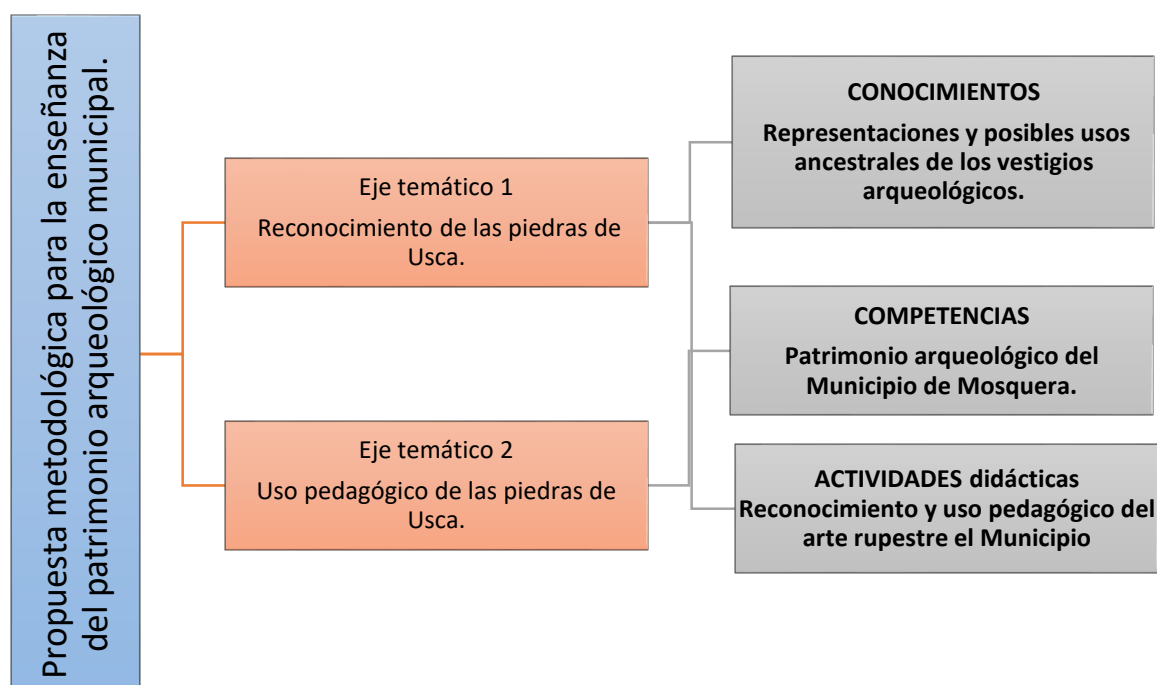 Propuesta metodológica para la enseñanza
del patrimonio arqueológico municipal.
Eje temático 1
Reconocimiento de las piedras de
Usca.
Eje temático 2
Uso pedagógico de las piedras de
Usca.
CONOCIMIENTOS
Representaciones y posibles usos
ancestrales de los vestigios
arqueológicos.
COMPETENCIAS
Patrimonio arqueológico del
Municipio de Mosquera.
ACTIVIDADES didácticas
Reconocimiento y uso pedagógico del
arte rupestre el Municipio